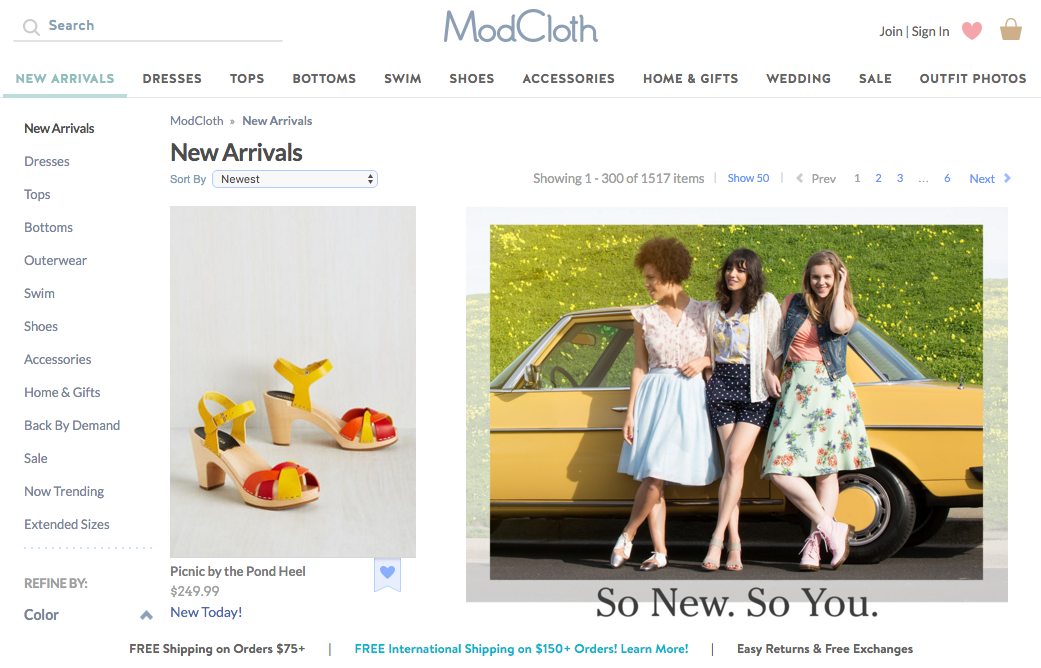 Search
ModCloth
Join | Sign In
NEW ARRIVALS DRESSES TOPS BOTTOMS SWIM SHOES ACCESSORIES HOME & GIFTS WEDDING SALE OUTFIT PHOTOS
ModCloth » New Arrivals
New Arrivals
Sort By Newest
Showing 1 - 300 of 1517 items | Show 50 | Prev 1 2 3 ... 6 Next
New Arrivals
Dresses
Tops
Bottoms
Outerwear
Swim
Shoes
Accessories
Home & Gifts
Back By Demand
Sale
Now Trending
Extended Sizes
REFINE BY:
Color
Picnic by the Pond Heel
$249.99
New Today!
So New. So You.
FREE Shipping on Orders $75+ | FREE International Shipping on $150+ Orders! Learn More! | Easy Returns & Free Exchanges